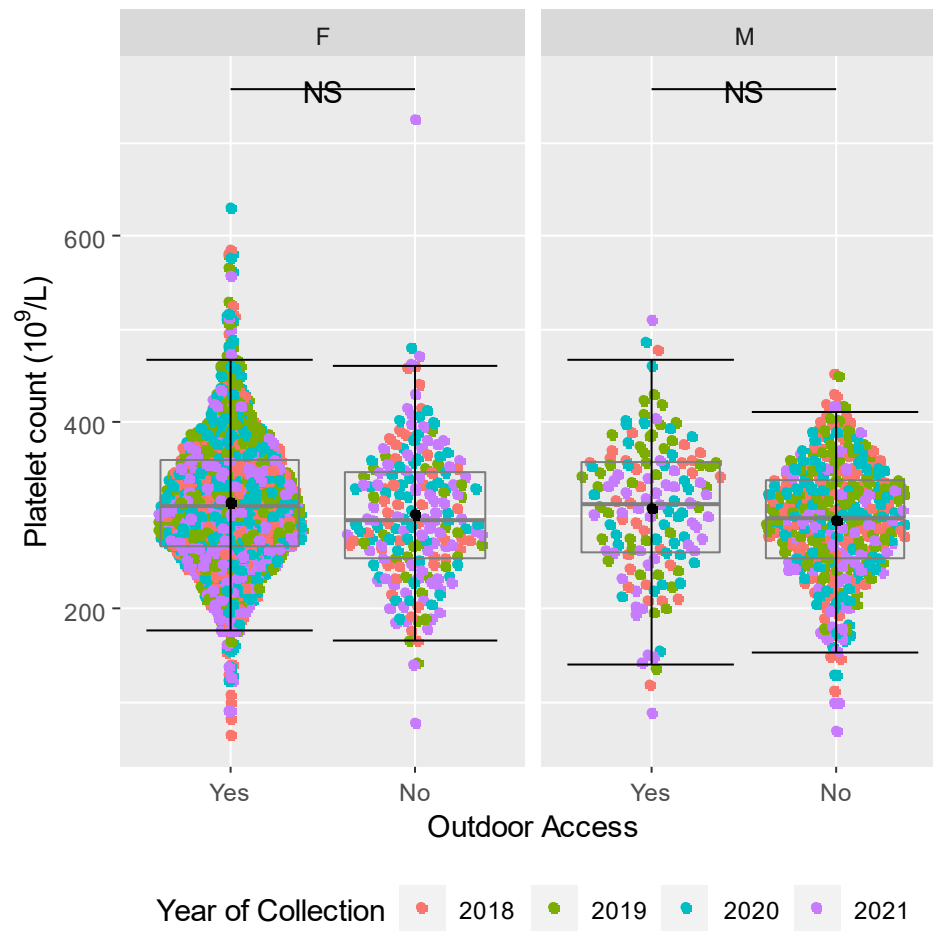 F M
NS NS
600
400
200
Platelet count (10⁹/L)
Yes No Yes No
Outdoor Access
Year of Collection 2018 2019 2020 2021